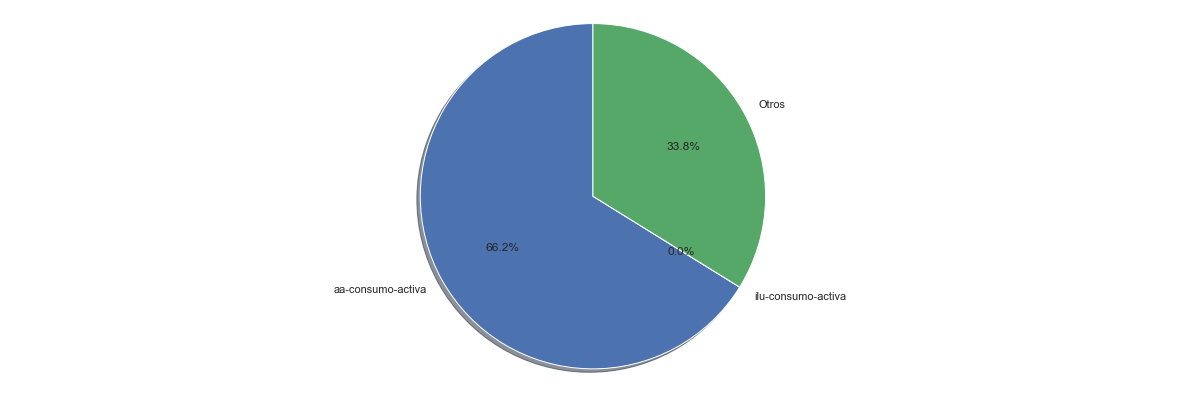 Otros
33.8%
66.2%
0.0%
aa-consumo-activa
ilu-consumo-activa